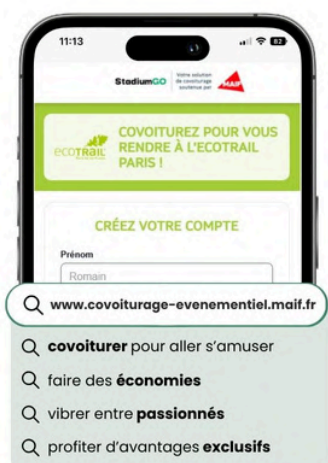 11:13
82
StadiumGO
Votre solution
de covoiturage
soutenue par
MAIF
ecoTRAIL
COVOITUREZ POUR VOUS
RENDRE À L'ECOTRAIL
PARIS !
CRÉEZ VOTRE COMPTE
Prénom
Romain
www.covoiturage-evenementiel.maif.fr
covoiturer pour aller s'amuser
faire des économies
vibrer entre passionnés
profiter d'avantages exclusifs